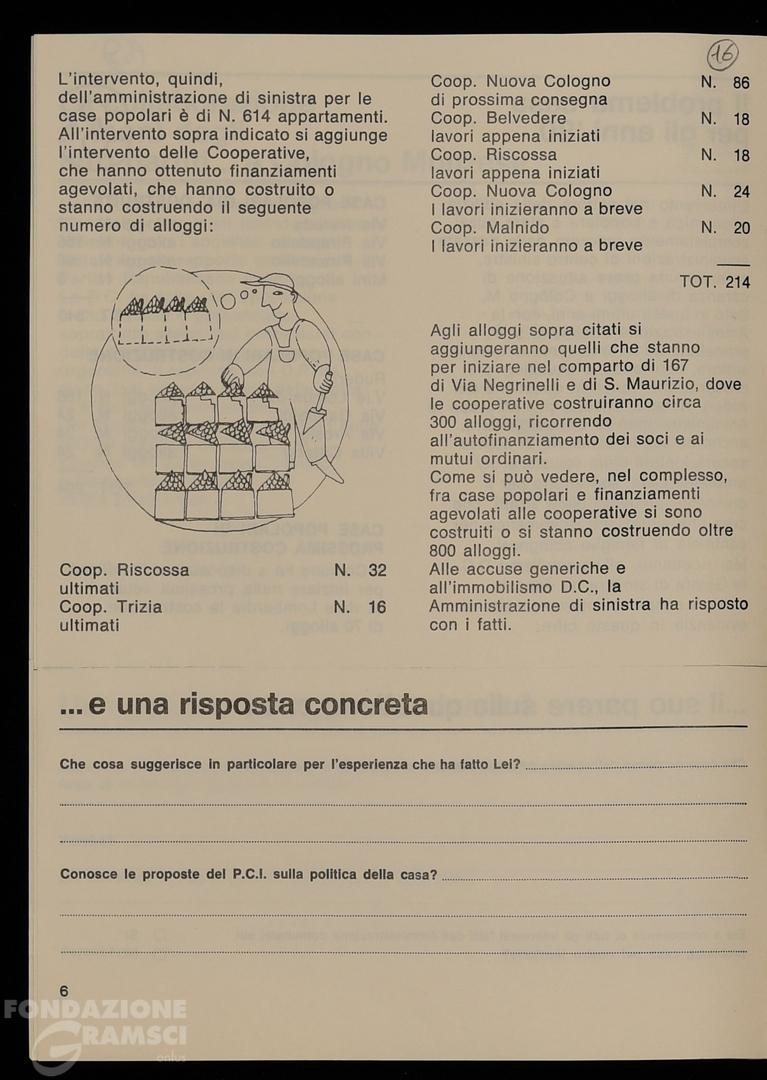 16
L'intervento, quindi,
dell'amministrazione di sinistra per le
case popolari è di N. 614 appartamenti.
All'intervento sopra indicato si aggiunge
l'intervento delle Cooperative,
che hanno ottenuto finanziamenti
agevolati, che hanno costruito o
stanno costruendo il seguente
numero di alloggi:
Coop. Riscossa N. 32
ultimati
Coop. Trizia N. 16
ultimati
Coop. Nuova Cologno N. 86
di prossima consegna
Coop. Belvedere N. 18
lavori appena iniziati
Coop. Riscossa N. 18
lavori appena iniziati
Coop. Nuova Cologno N. 24
I lavori inizieranno a breve
Coop. Malnido N. 20
I lavori inizieranno a breve
TOT. 214
Agli alloggi sopra citati si
aggiungeranno quelli che stanno
per iniziare nel comparto di 167
di Via Negrinelli e di S. Maurizio, dove
le cooperative costruiranno circa
300 alloggi, ricorrendo
all'autofinanziamento dei soci e ai
mutui ordinari.
Come si può vedere, nel complesso,
fra case popolari e finanziamenti
agevolati alle cooperative si sono
costruiti o si stanno costruendo oltre
800 alloggi.
Alle accuse generiche e
all'immobilismo D.C., la
Amministrazione di sinistra ha risposto
con i fatti.
... e una risposta concreta
Che cosa suggerisce in particolare per l'esperienza che ha fatto Lei?
Conosce le proposte del P.C.I. sulla politica della casa?
6
FONDAZIONE
GRAMSCI
onlus